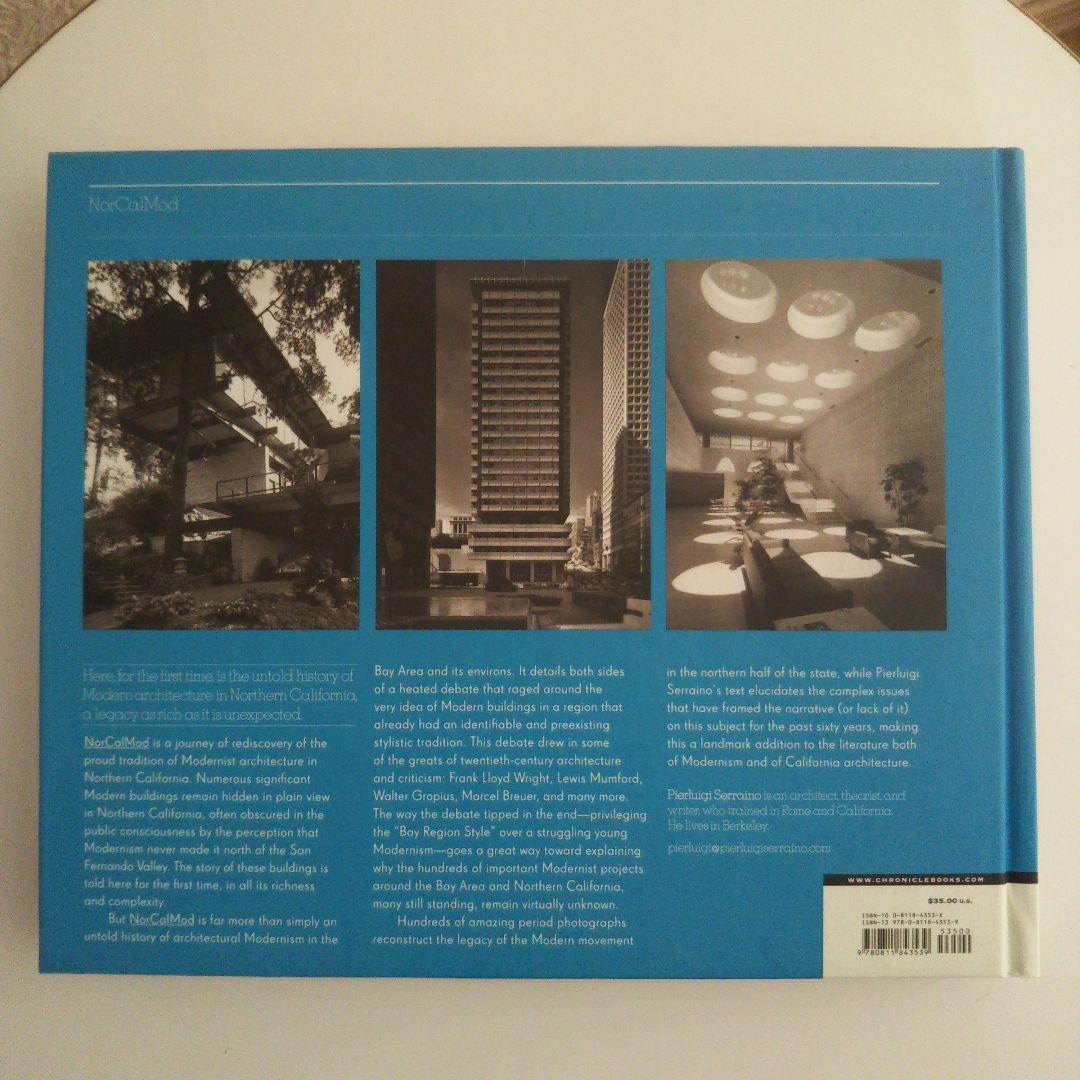 NorCalMod
Here, for the first time, is the untold history of
Modern architecture in Northern California,
a legacy as rich as it is unexpected.
NorCalMod is a journey of rediscovery of the
proud tradition of Modernist architecture in
Northern California. Numerous significant
Modern buildings remain hidden in plain view
in Northern California, often obscured in the
public consciousness by the perception that
Modernism never made it north of the San
Fernando Valley. The story of these buildings is
told here for the first time, in all its richness
and complexity.
But NorCalMod is far more than simply an
untold history of architectural Modernism in the
Bay Area and its environs. It details both sides
of a heated debate that raged around the
very idea of Modern buildings in a region that
already had an identifiable and preexisting
stylistic tradition. This debate drew in some
of the greats of twentieth-century architecture
and criticism: Frank Lloyd Wright, Lewis Mumford,
Walter Gropius, Marcel Breuer, and many more.
The way the debate tipped in the end—privileging
the "Bay Region Style" over a struggling young
Modernism—goes a great way toward explaining
why the hundreds of important Modernist projects
around the Bay Area and Northern California,
many still standing, remain virtually unknown.
Hundreds of amazing period photographs
reconstruct the legacy of the Modern movement
in the northern half of the state, while Pierluigi
Serraino's text elucidates the complex issues
that have framed the narrative (or lack of it)
on this subject for the past sixty years, making
this a landmark addition to the literature both
of Modernism and of California architecture.
Pierluigi Serraino is an architect, theorist, and
writer who trained in Rome and California.
He lives in Berkeley.
pierluigi@pierluigiserraino.com
WWW.CHRONICLEBOOKS.COM
$35.00 U.S.
ISBN-10 0-8118-4353-X
ISBN-13 978-0-8118-4353-9
53500
9 780811 843539